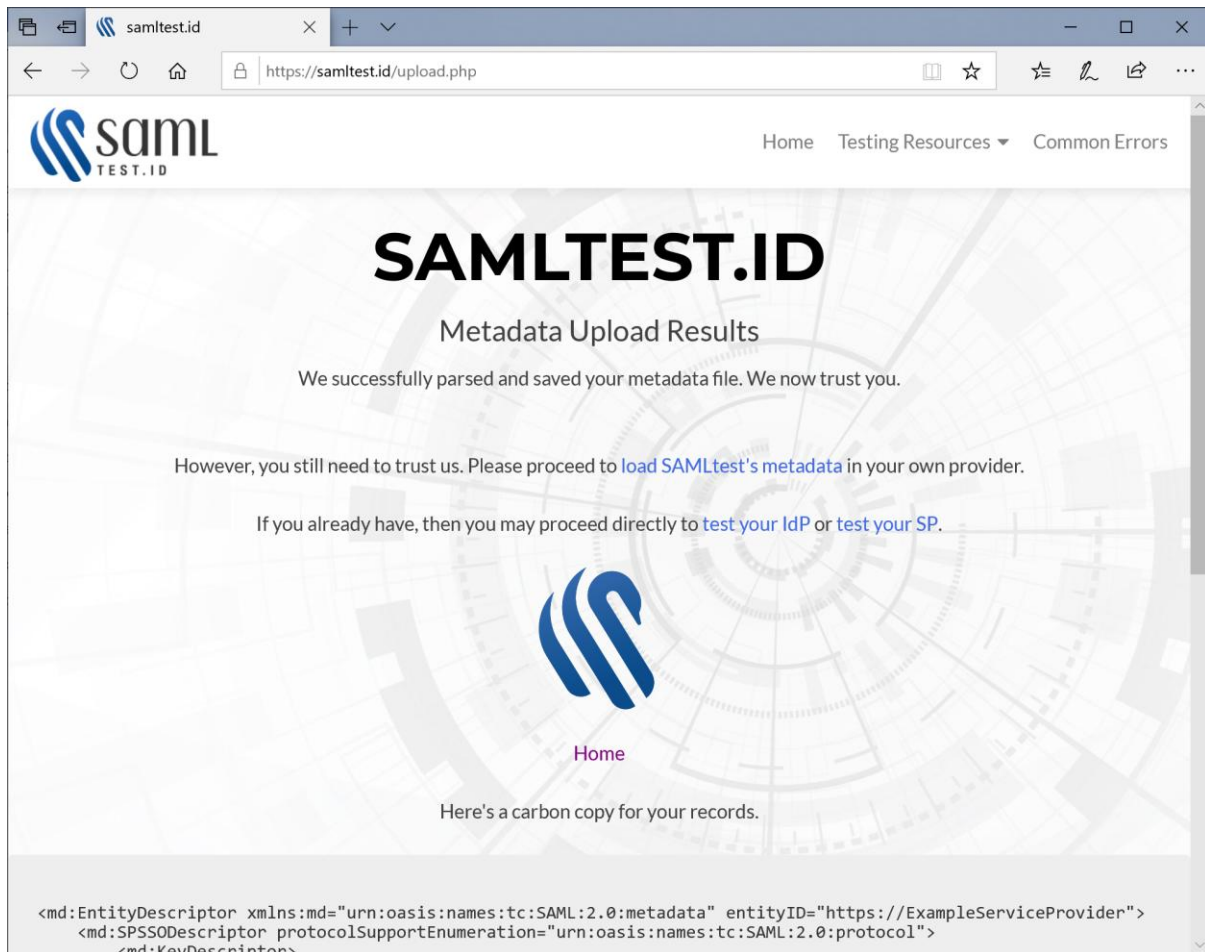 samltest.id
https://samltest.id/upload.php
samL
TEST.ID
Home Testing Resources Common Errors
SAMLTEST.ID
Metadata Upload Results
We successfully parsed and saved your metadata file. We now trust you.
However, you still need to trust us. Please proceed to load SAMLtest's metadata in your own provider.
If you already have, then you may proceed directly to test your IdP or test your SP.
Home
Here's a carbon copy for your records.
<md:EntityDescriptor xmlns:md="urn:oasis:names:tc:SAML:2.0:metadata" entityID="https://ExampleServiceProvider">
<md:SPSSODescriptor protocolSupportEnumeration="urn:oasis:names:tc:SAML:2.0:protocol">
<md:KeyDescriptor>